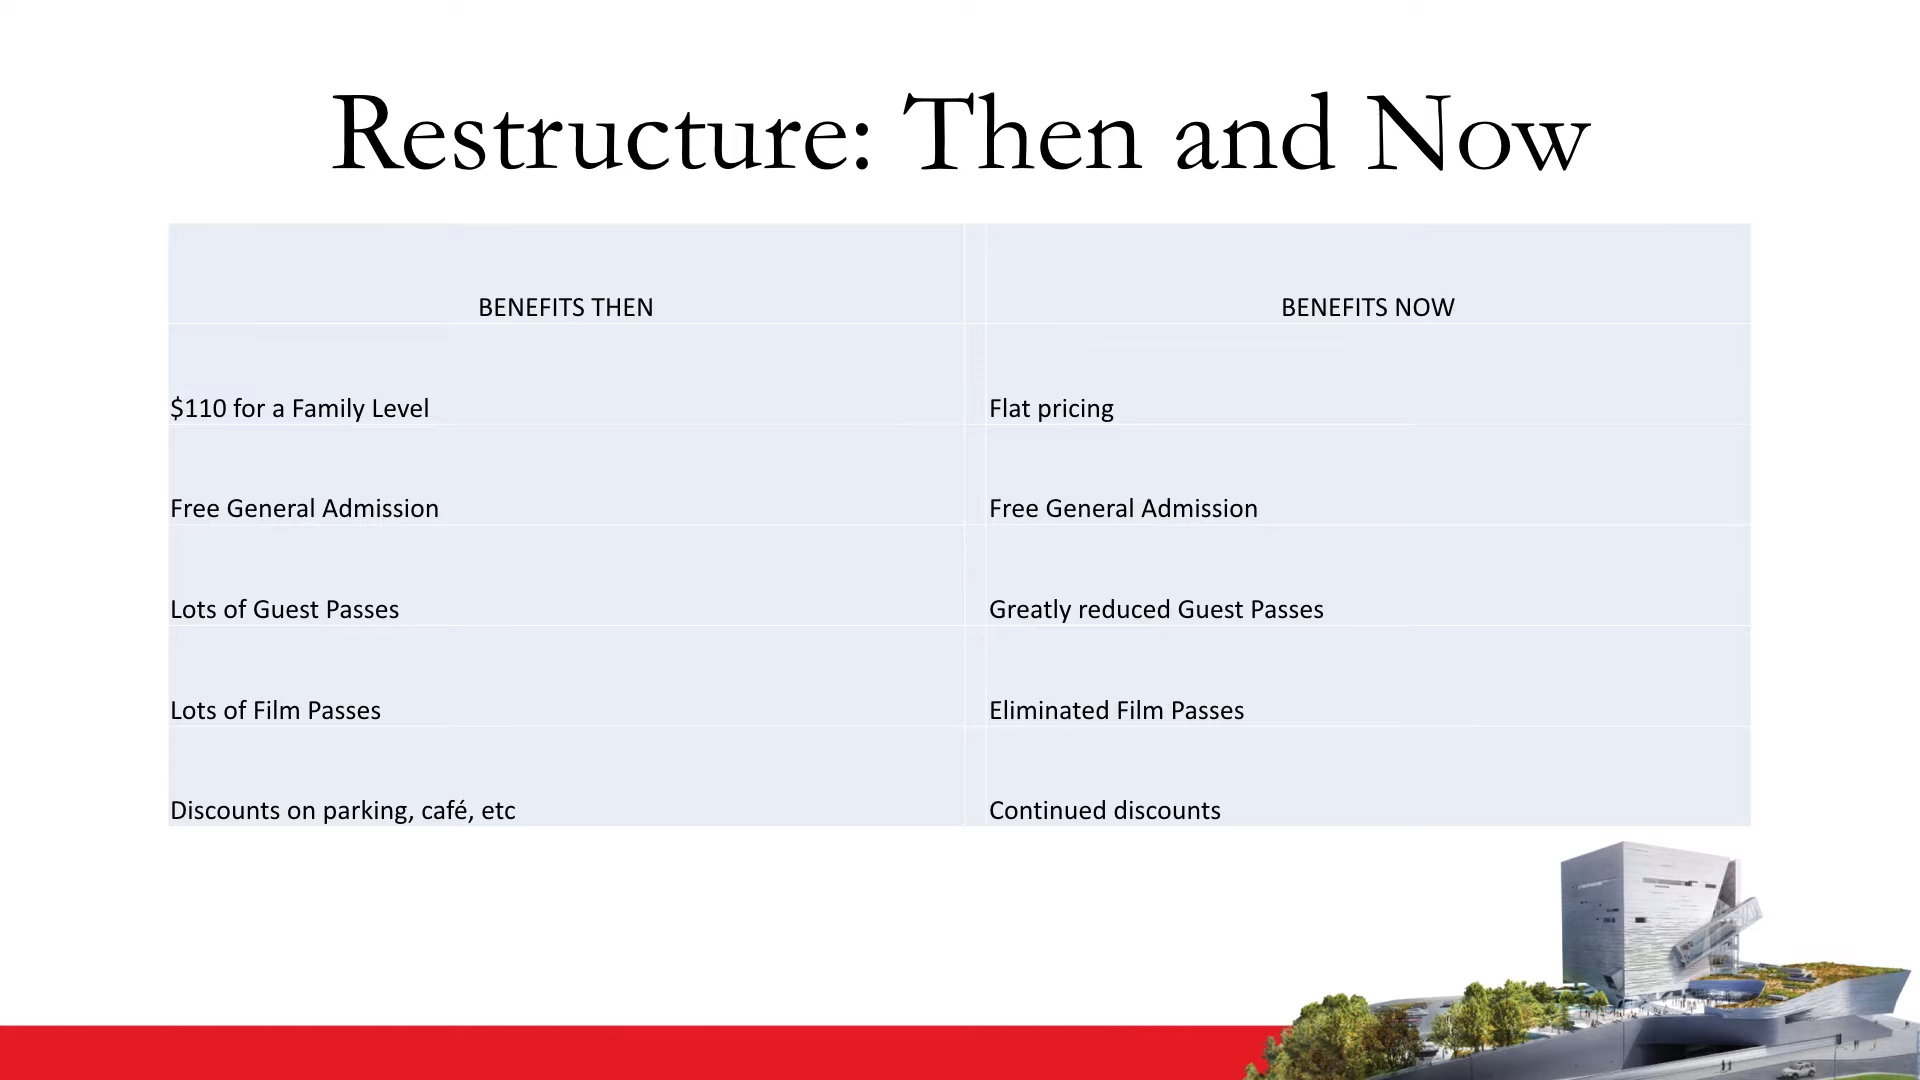 Restructure: Then and Now
BENEFITS THEN
BENEFITS NOW
$110 for a Family Level
Flat pricing
Free General Admission
Free General Admission
Lots of Guest Passes
Greatly reduced Guest Passes
Lots of Film Passes
Eliminated Film Passes
Discounts on parking, café, etc
Continued discounts